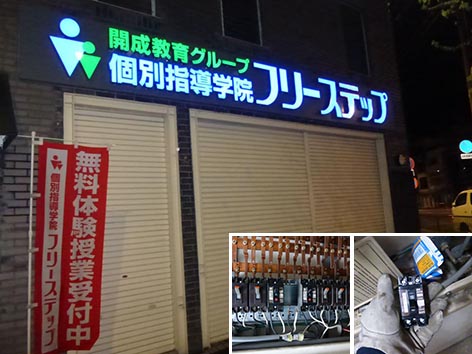 開成教育グループ
個別指導学院フリーステップ
無料体験授業受付中
個別指導学院フリーステップ